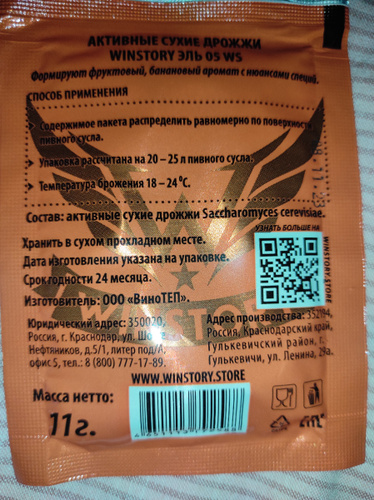 АКТИВНЫЕ СУХИЕ ДРОЖЖИ
WINSTORY ЭЛЬ 05 WS
Формируют фруктовый, банановый аромат с нюансами специй.
СПОСОБ ПРИМЕНЕНИЯ
Содержимое пакета распределить равномерно по поверхности
пивного сусла.
Упаковка рассчитана на 20 – 25 л пивного сусла.
Температура брожения 18 – 24 °С.
Состав: активные сухие дрожжи Saccharomyces cerevisiae.
УЗНАТЬ БОЛЬШЕ НА
WINSTORY.STORE
Хранить в сухом прохладном месте.
Дата изготовления указана на упаковке.
Срок годности 24 месяца.
Изготовитель: ООО «ВиноТЕП».
Юридический адрес: 350020,
Россия, г. Краснодар, ул. Шоссе
Нефтяников, д.5/1, литер под/А,
офис 5, тел.: 8 (800) 777-17-89.
Адрес производства: 352194,
Россия, Краснодарский край,
Гулькевичский район, г.
Гулькевичи, ул. Ленина, 29а.
WWW.WINSTORY.STORE
Масса нетто:
11г.